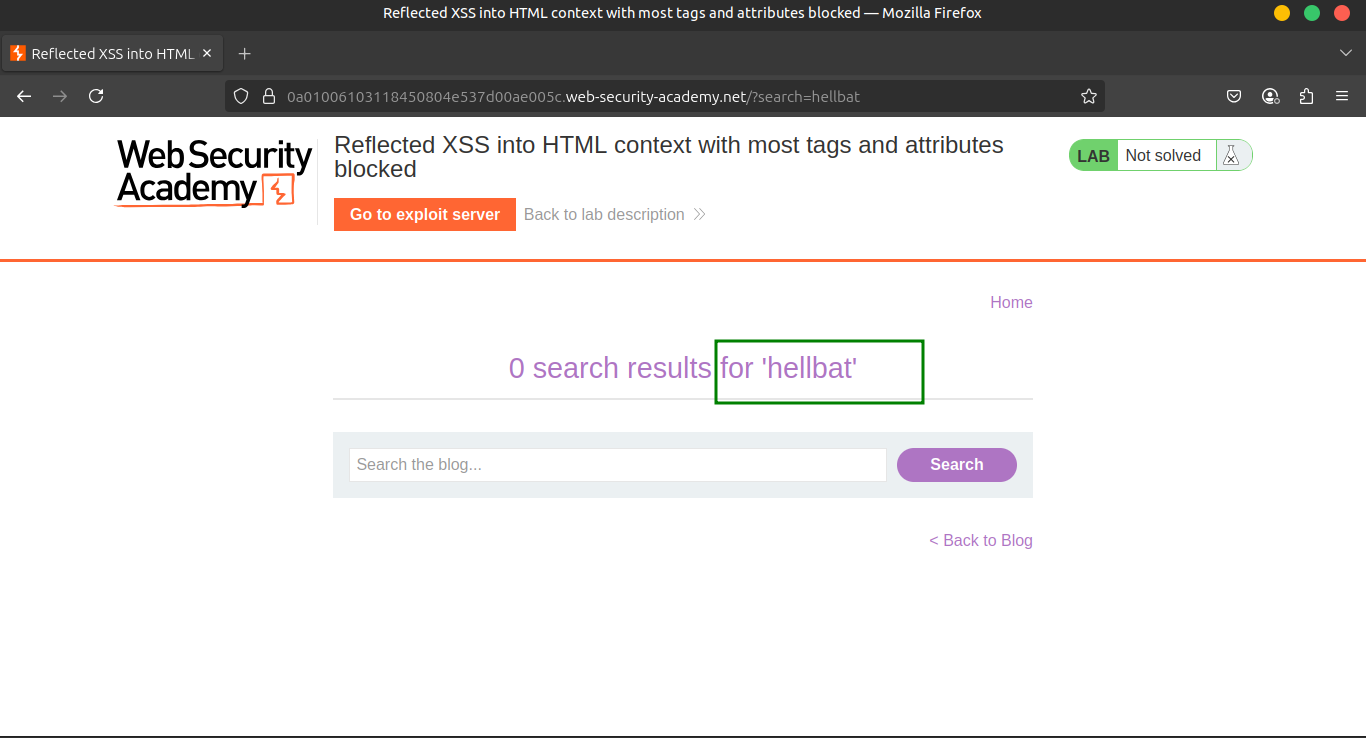 Reflected XSS into HTML context with most tags and attributes blocked — Mozilla Firefox
Reflected XSS into HTML
0a01006103118450804e537d00ae005c.web-security-academy.net/?search=hellbat
Web Security
Academy
Reflected XSS into HTML context with most tags and attributes
blocked
LAB Not solved
Go to exploit server Back to lab description
Home
0 search results for 'hellbat'
Search the blog... Search
< Back to Blog